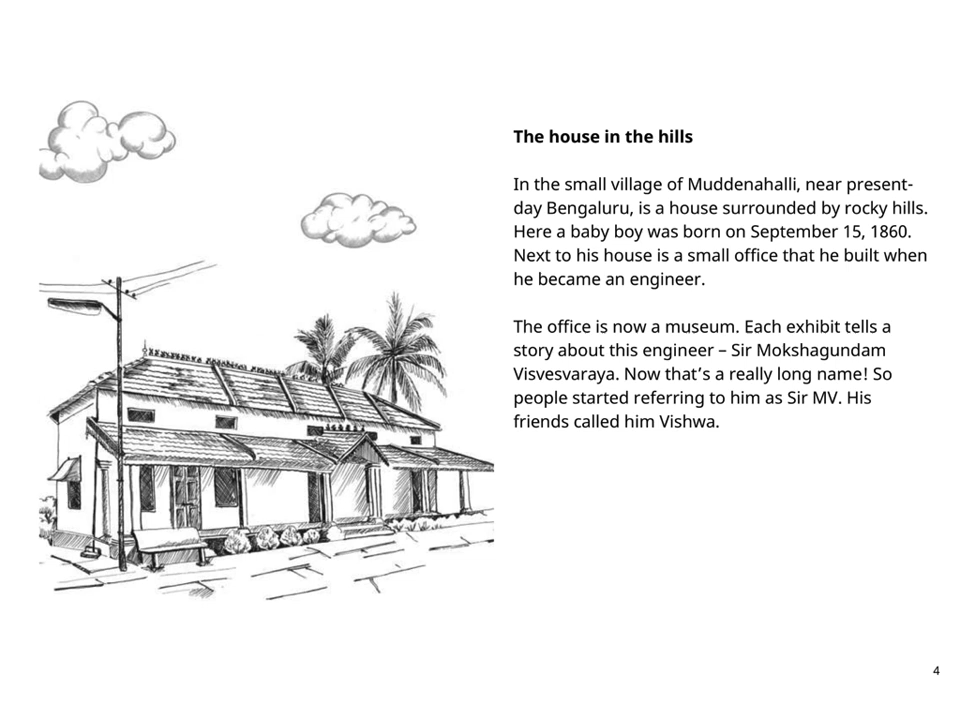 The house in the hills
In the small village of Muddenahalli, near present-
day Bengaluru, is a house surrounded by rocky hills.
Here a baby boy was born on September 15, 1860.
Next to his house is a small office that he built when
he became an engineer.
The office is now a museum. Each exhibit tells a
story about this engineer – Sir Mokshagundam
Visvesvaraya. Now that’s a really long name! So
people started referring to him as Sir MV. His
friends called him Vishwa.
4